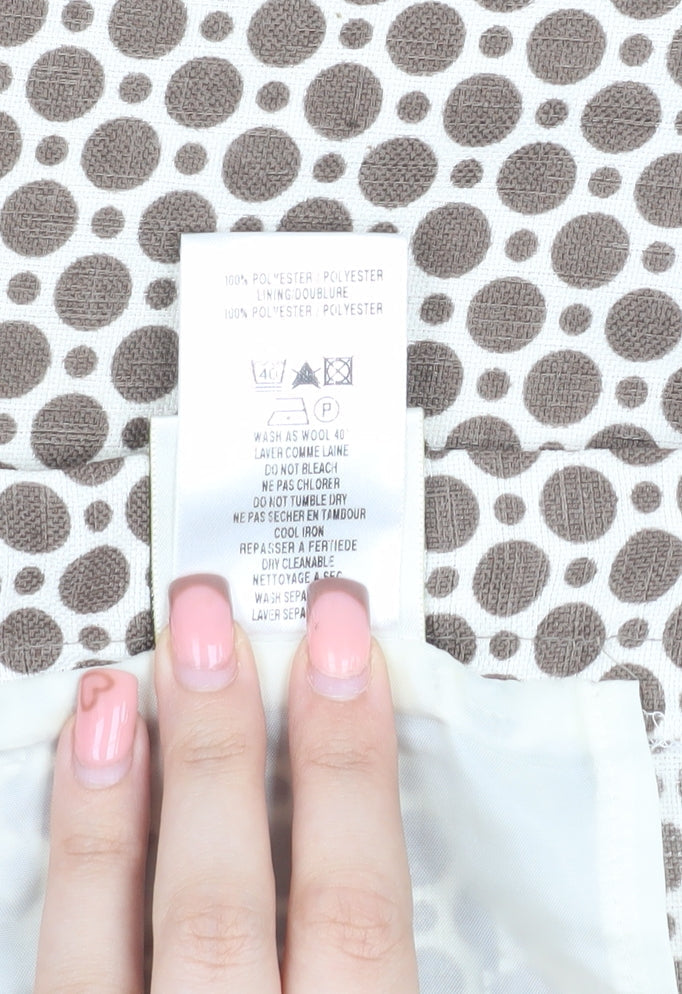 100% POLYESTER / POLYESTER
LINING/DOUBLURE
100% POLYESTER / POLYESTER
40
P
WASH AS WOOL 40°
LAVER COMME LAINE
DO NOT BLEACH
NE PAS CHLORER
DO NOT TUMBLE DRY
NE PAS SECHER EN TAMBOUR
COOL IRON
REPASSER A FERTIEDE
DRY CLEANABLE
NETTOYAGE A SEC
WASH
LAVER